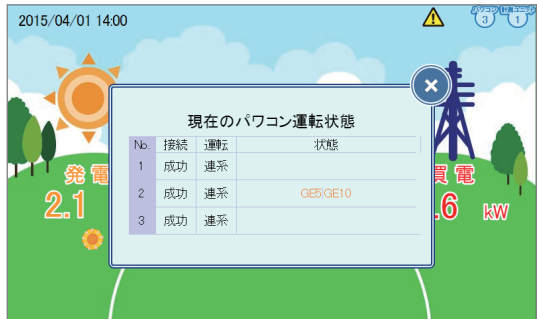 2015/04/01 14:00
パワコン 計測ユニット
3 1
現在のパワコン運転状態
No. 接続 運転 状態
1 成功 連系
2 成功 連系 GE5|GE10
3 成功 連系
発電 買電
2.1 .6 kW